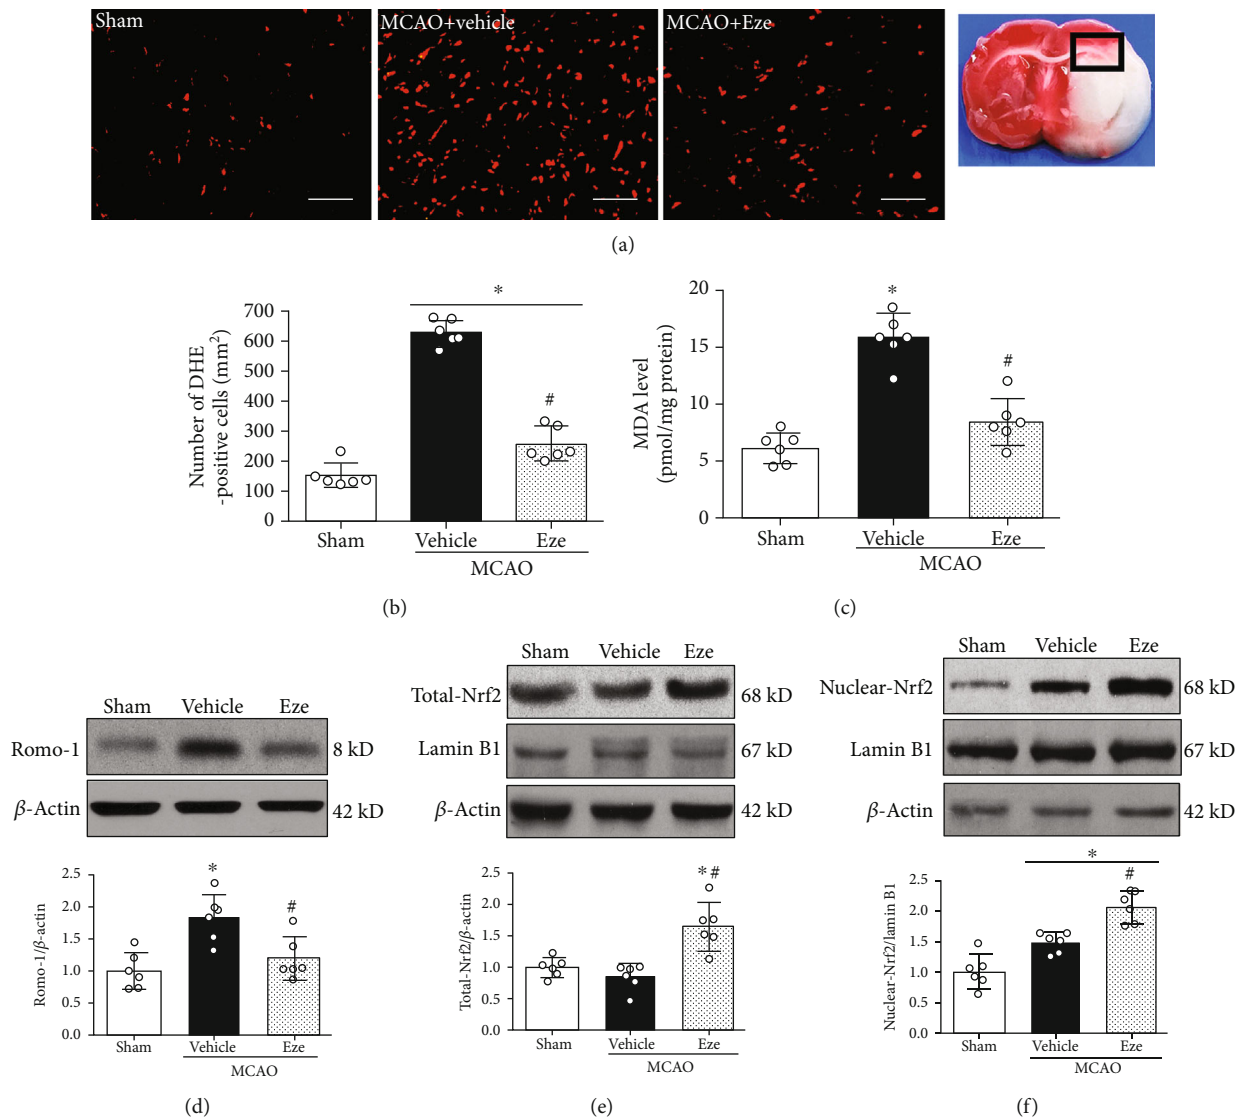 Sham MCAO+vehicle MCAO+Eze
(a)
Number of DHE
-positive cells (mm²)
700
600
500
400
300
200
100
0
*
#
Sham Vehicle Eze
MCAO
(b)
MDA level
(pmol/mg protein)
20
15
10
5
0
*
#
Sham Vehicle Eze
MCAO
(c)
Sham Vehicle Eze
Romo-1 8 kD
β-Actin 42 kD
Romo-1/β-actin
2.5
2.0
1.5
1.0
0.5
0.0
*
#
Sham Vehicle Eze
MCAO
(d)
Sham Vehicle Eze
Total-Nrf2 68 kD
Lamin B1 67 kD
β-Actin 42 kD
Total-Nrf2/β-actin
2.5
2.0
1.5
1.0
0.5
0.0
*#
Sham Vehicle Eze
MCAO
(e)
Sham Vehicle Eze
Nuclear-Nrf2 68 kD
Lamin B1 67 kD
β-Actin 42 kD
Nuclear-Nrf2/lamin B1
2.5
2.0
1.5
1.0
0.5
0.0
*
#
Sham Vehicle Eze
MCAO
(f)